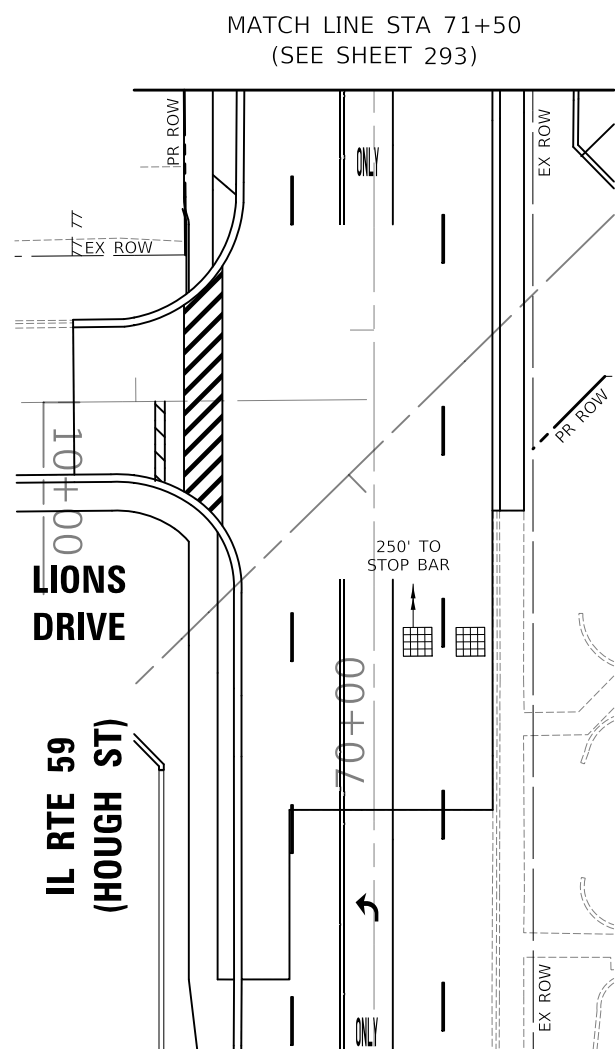 MATCH LINE STA 71+50
(SEE SHEET 293)
PR ROW
ONLY
EX ROW
EX ROW
PR ROW
10+00
250' TO
STOP BAR
LIONS
DRIVE
70+00
IL RTE 59
(HOUGH ST)
EX ROW
ONLY